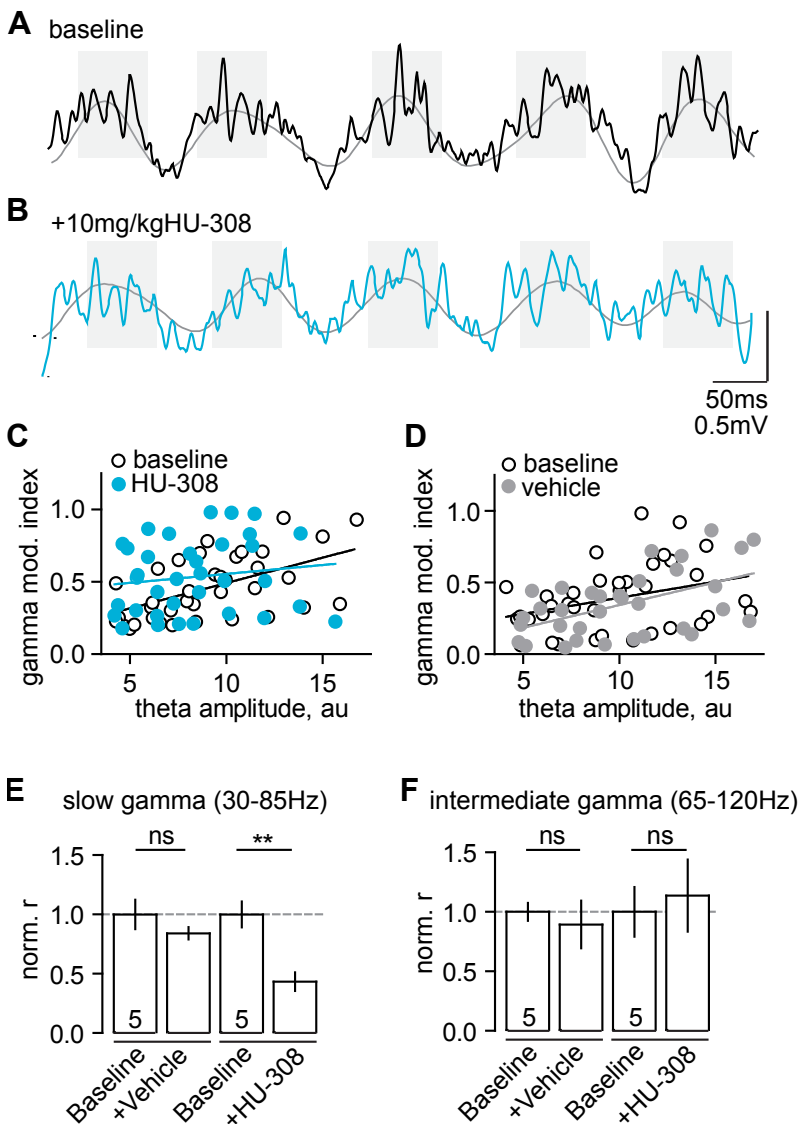 A
baseline
B
+10mg/kgHU-308
50ms
0.5mV
C
baseline
HU-308
gamma mod. index
1.0
0.5
0.0
5 10 15
theta amplitude, au
D
baseline
vehicle
gamma mod. index
1.0
0.5
0.0
5 10 15
theta amplitude, au
E slow gamma (30-85Hz)
ns **
norm. r
1.5
1.0
0.5
0.0
5 5
Baseline
+Vehicle
Baseline
+HU-308
F intermediate gamma (65-120Hz)
ns ns
norm. r
1.5
1.0
0.5
0.0
5 5
Baseline
+Vehicle
Baseline
+HU-308